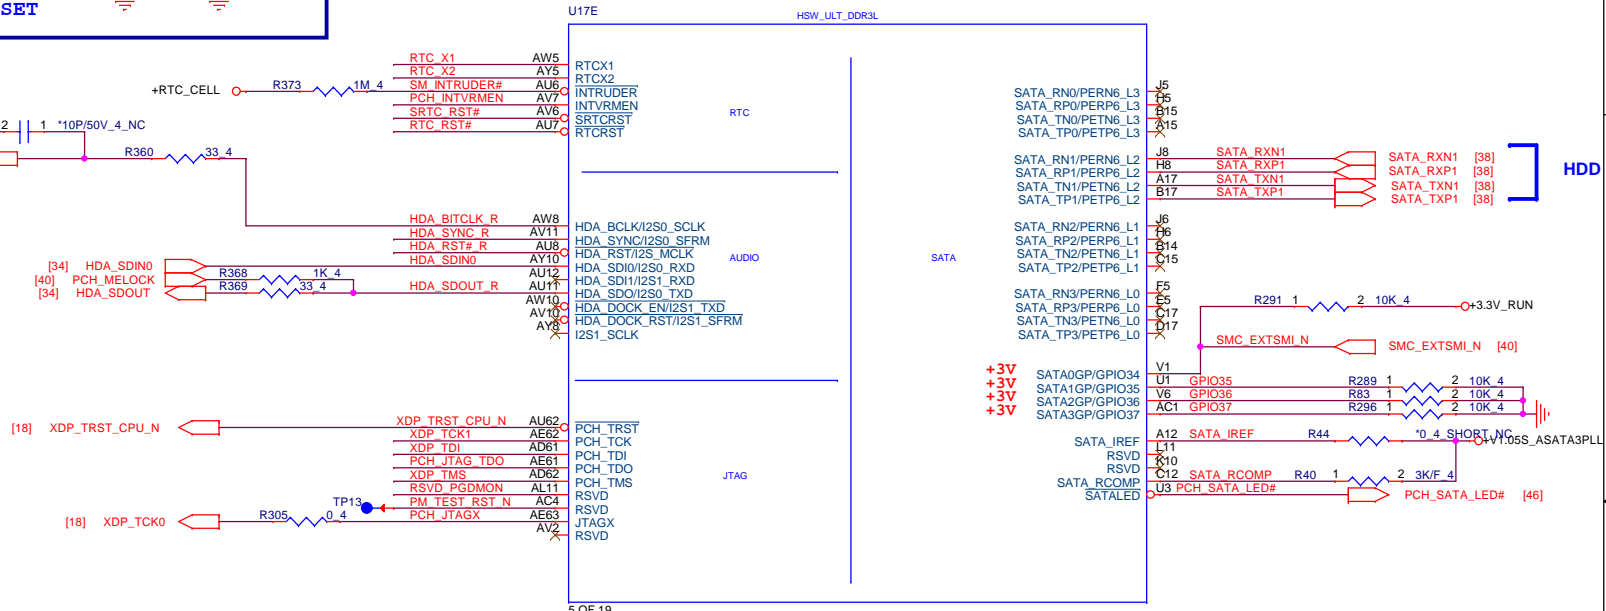 SET
U17E
HSW_ULT_DDR3L
RTC_X1 AW5 RTCX1
RTC_X2 AY5 RTCX2
+RTC_CELL R373 1M_4 SM_INTRUDER# AU6 INTRUDER
PCH_INTVRMEN AV7 INTVRMEN
SRTC_RST# AV6 SRTCRST
RTC_RST# AU7 RTCRST
RTC
2 1 *10P/50V_4_NC
R360 33_4
HDA_BITCLK_R AW8 HDA_BCLK/I2S0_SCLK
HDA_SYNC_R AV11 HDA_SYNC/I2S0_SFRM
HDA_RST#_R AU8 HDA_RST/I2S_MCLK
[34] HDA_SDIN0 HDA_SDIN0 AY10 HDA_SDI0/I2S0_RXD
[40] PCH_MELOCK R368 1K_4 AU12 HDA_SDI1/I2S1_RXD
[34] HDA_SDOUT R369 33_4 HDA_SDOUT_R AU11 HDA_SDO/I2S0_TXD
AW10 HDA_DOCK_EN/I2S1_TXD
AV10 HDA_DOCK_RST/I2S1_SFRM
AY8 I2S1_SCLK
AUDIO
[18] XDP_TRST_CPU_N XDP_TRST_CPU_N AU62 PCH_TRST
XDP_TCK1 AE62 PCH_TCK
XDP_TDI AD61 PCH_TDI
PCH_JTAG_TDO AE61 PCH_TDO
XDP_TMS AD62 PCH_TMS
RSVD_PGDMON AL11 RSVD
TP13 PM_TEST_RST_N AC4 RSVD
[18] XDP_TCK0 R305 0_4 PCH_JTAGX AE63 JTAGX
AV2 RSVD
JTAG
SATA
SATA_RN0/PERN6_L3 J5
SATA_RP0/PERP6_L3 H5
SATA_TN0/PETN6_L3 B15
SATA_TP0/PETP6_L3 A15
SATA_RN1/PERN6_L2 J8 SATA_RXN1 SATA_RXN1 [38]
SATA_RP1/PERP6_L2 H8 SATA_RXP1 SATA_RXP1 [38]
SATA_TN1/PETN6_L2 A17 SATA_TXN1 SATA_TXN1 [38]
SATA_TP1/PETP6_L2 B17 SATA_TXP1 SATA_TXP1 [38]
HDD
SATA_RN2/PERN6_L1 J6
SATA_RP2/PERP6_L1 H6
SATA_TN2/PETN6_L1 B14
SATA_TP2/PETP6_L1 C15
SATA_RN3/PERN6_L0 F5
SATA_RP3/PERP6_L0 E5
SATA_TN3/PETN6_L0 C17
SATA_TP3/PETP6_L0 D17
R291 1 2 10K_4 +3.3V_RUN
SMC_EXTSMI_N SMC_EXTSMI_N [40]
+3V SATA0GP/GPIO34 V1
+3V SATA1GP/GPIO35 U1 GPIO35 R289 1 2 10K_4
+3V SATA2GP/GPIO36 V6 GPIO36 R83 1 2 10K_4
+3V SATA3GP/GPIO37 AC1 GPIO37 R296 1 2 10K_4
SATA_IREF A12 SATA_IREF R44 *0_4_SHORT_NC +V1.05S_ASATA3PLL
RSVD L11
RSVD K10
SATA_RCOMP C12 SATA_RCOMP R40 1 2 3K/F_4
SATALED U3 PCH_SATA_LED# PCH_SATA_LED# [46]
5 OF 19